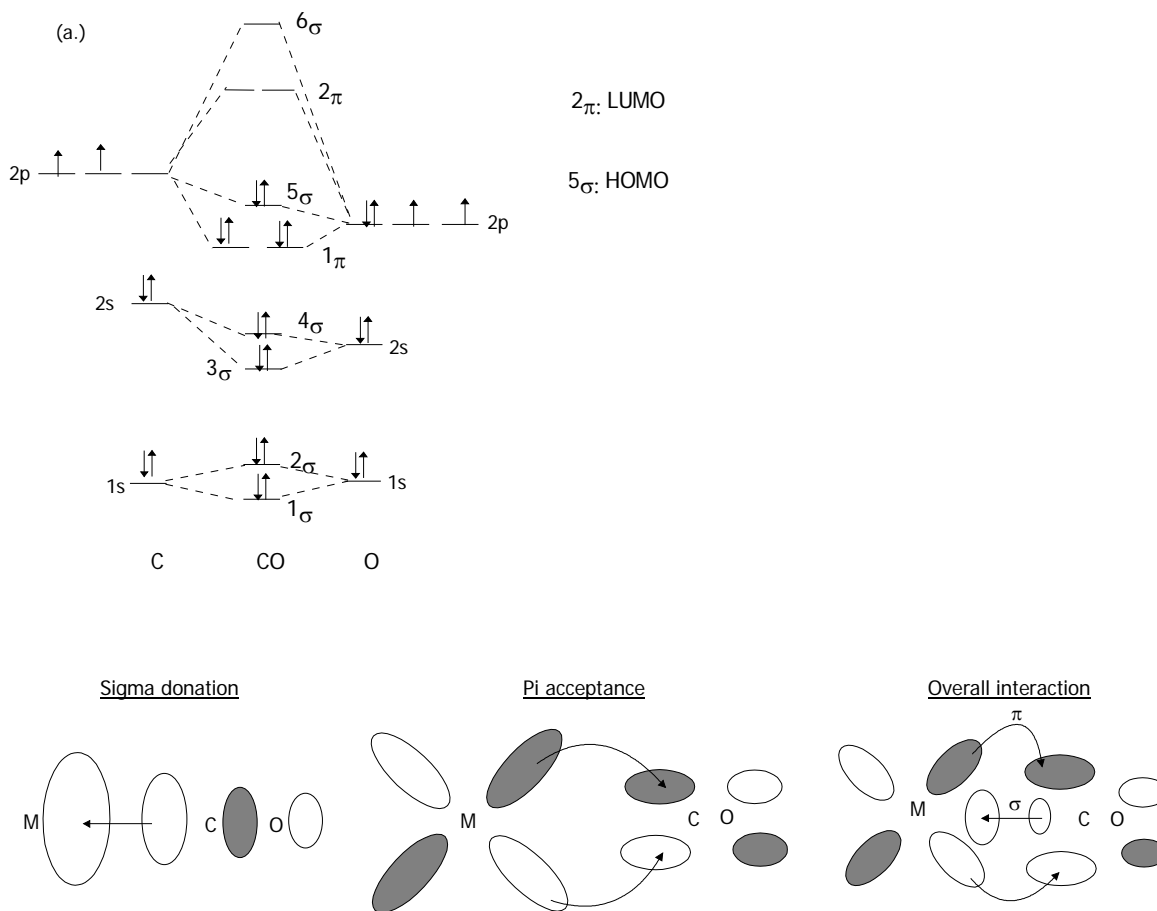 (a.)
6σ
2π
2π: LUMO
2p
5σ
5σ: HOMO
2p
1π
2s
4σ
2s
3σ
2σ
1s
1s
1σ
C CO O
Sigma donation Pi acceptance Overall interaction
π
σ
M C O M C O M C O